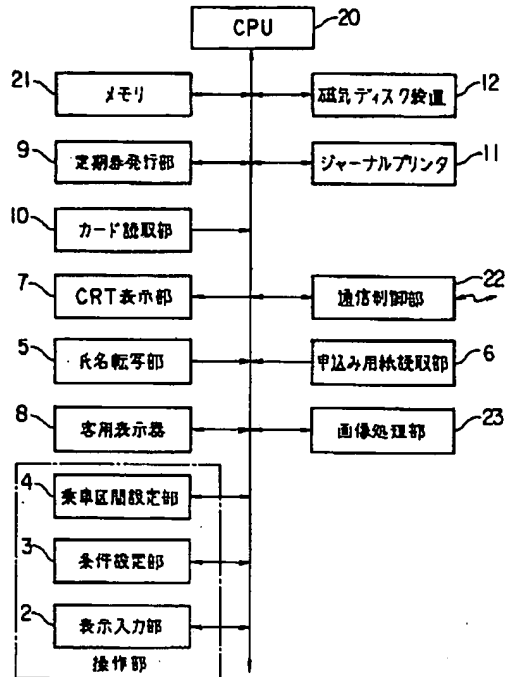 20
CPU
21
メモリ
磁気ディスク装置
12
9
定期券発行部
ジャーナルプリンタ
11
10
カード読取部
7
CRT表示部
通信制御部
22
5
氏名転写部
申込み用紙読取部
6
8
客用表示器
画像処理部
23
4
乗車区間設定部
3
条件設定部
2
表示入力部
操作部